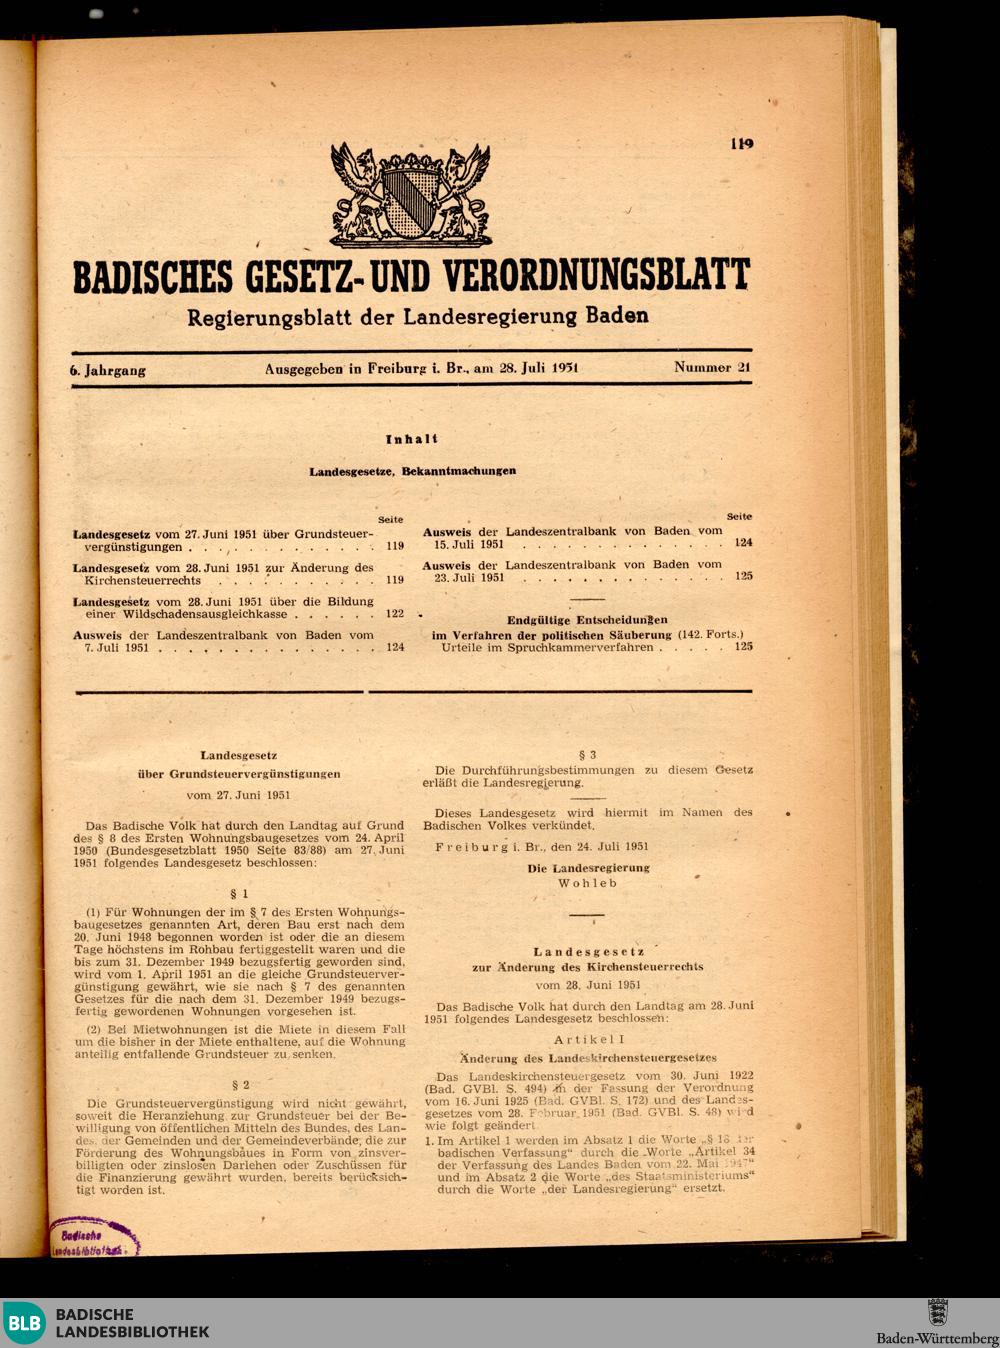 119
BADISCHES GESETZ- UND VERORDNUNGSBLATT
Regierungsblatt der Landesregierung Baden
6. Jahrgang Ausgegeben in Freiburg i. Br., am 28. Juli 1951 Nummer 21
Inhalt
Landesgesetze, Bekanntmachungen
Seite
Landesgesetz vom 27. Juni 1951 über Grundsteuer-
vergünstigungen . . . . . . . . . . . . . 119
Landesgesetz vom 28. Juni 1951 zur Änderung des
Kirchensteuerrechts . . . . . . . . . . 119
Landesgesetz vom 28. Juni 1951 über die Bildung
einer Wildschadensausgleichkasse . . . . . . 122
Ausweis der Landeszentralbank von Baden vom
7. Juli 1951 . . . . . . . . . . . . . . 124
Seite
Ausweis der Landeszentralbank von Baden vom
15. Juli 1951 . . . . . . . . . . . . . . 124
Ausweis der Landeszentralbank von Baden vom
23. Juli 1951 . . . . . . . . . . . . . . 125
Endgültige Entscheidungen
im Verfahren der politischen Säuberung (142. Forts.)
Urteile im Spruchkammerverfahren . . . . . 125
Landesgesetz
über Grundsteuervergünstigungen
vom 27. Juni 1951
Das Badische Volk hat durch den Landtag auf Grund
des § 8 des Ersten Wohnungsbaugesetzes vom 24. April
1950 (Bundesgesetzblatt 1950 Seite 83/88) am 27. Juni
1951 folgendes Landesgesetz beschlossen:
§ 1
(1) Für Wohnungen der im § 7 des Ersten Wohnungs-
baugesetzes genannten Art, deren Bau erst nach dem
20. Juni 1948 begonnen worden ist oder die an diesem
Tage höchstens im Rohbau fertiggestellt waren und die
bis zum 31. Dezember 1949 bezugsfertig geworden sind,
wird vom 1. April 1951 an die gleiche Grundsteuerver-
günstigung gewährt, wie sie nach § 7 des genannten
Gesetzes für die nach dem 31. Dezember 1949 bezugs-
fertig gewordenen Wohnungen vorgesehen ist.
(2) Bei Mietwohnungen ist die Miete in diesem Fall
um die bisher in der Miete enthaltene, auf die Wohnung
anteilig entfallende Grundsteuer zu senken.
§ 2
Die Grundsteuervergünstigung wird nicht gewährt,
soweit die Heranziehung zur Grundsteuer bei der Be-
willigung von öffentlichen Mitteln des Bundes, des Lan-
des, der Gemeinden und der Gemeindeverbände, die zur
Förderung des Wohnungsbaues in Form von zinsver-
billigten oder zinslosen Darlehen oder Zuschüssen für
die Finanzierung gewährt wurden, bereits berücksich-
tigt worden ist.
§ 3
Die Durchführungsbestimmungen zu diesem Gesetz
erläßt die Landesregierung.
Dieses Landesgesetz wird hiermit im Namen des
Badischen Volkes verkündet.
Freiburg i. Br., den 24. Juli 1951
Die Landesregierung
Wohleb
Landesgesetz
zur Änderung des Kirchensteuerrechts
vom 28. Juni 1951
Das Badische Volk hat durch den Landtag am 28. Juni
1951 folgendes Landesgesetz beschlossen:
Artikel I
Änderung des Landeskirchensteuergesetzes
Das Landeskirchensteuergesetz vom 30. Juni 1922
(Bad. GVBl. S. 494) in der Fassung der Verordnung
vom 16. Juni 1925 (Bad. GVBl. S. 172) und des Landes-
gesetzes vom 28. Februar 1951 (Bad. GVBl. S. 48) wird
wie folgt geändert
1. Im Artikel 1 werden im Absatz 1 die Worte „§ 18 der
badischen Verfassung" durch die Worte „Artikel 34
der Verfassung des Landes Baden vom 22. Mai 1947"
und im Absatz 2 die Worte „des Staatsministeriums"
durch die Worte „der Landesregierung" ersetzt.
Badische
Landesbibliothek
BLB BADISCHE
LANDESBIBLIOTHEK
Baden-Württemberg